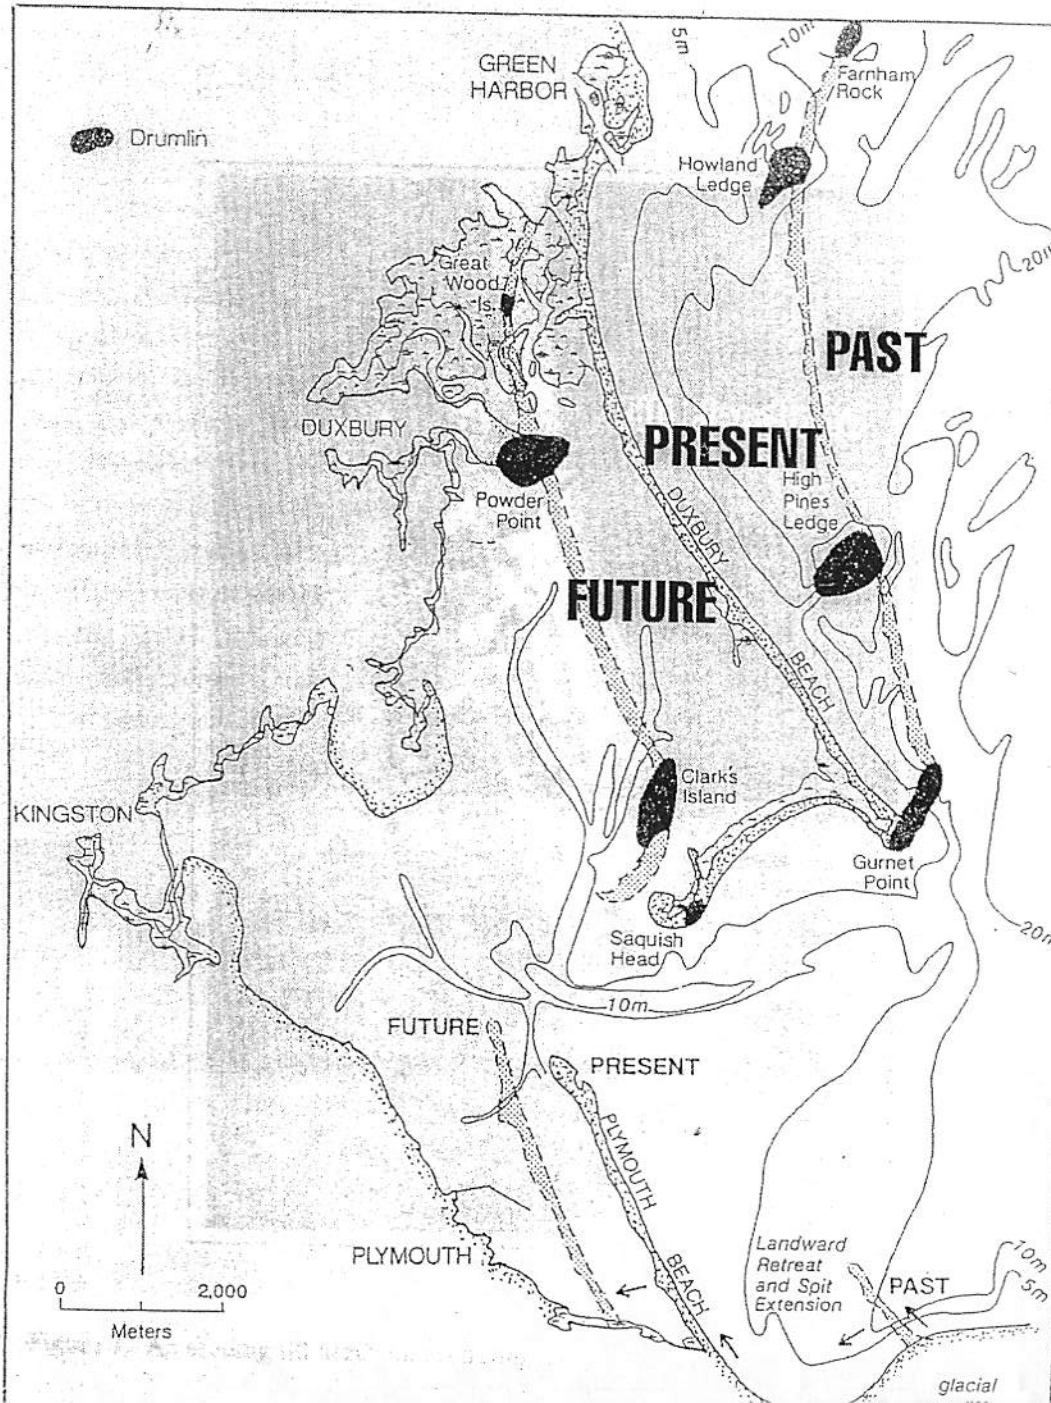 GREEN
HARBOR
5m
10m
Farnham
Rock
Drumlin
Howland
Ledge
20m
Great
Wood
Is.
PAST
DUXBURY
PRESENT
High
Pines
Ledge
Powder
Point
DUXBURY
FUTURE
BEACH
Clark's
Island
KINGSTON
Gurnet
Point
Saquish
Head
20m
10m
FUTURE
PRESENT
N
PLYMOUTH
PLYMOUTH
Landward
Retreat
and Spit
Extension
10m
PAST
5m
BEACH
0 2,000
Meters
glacial